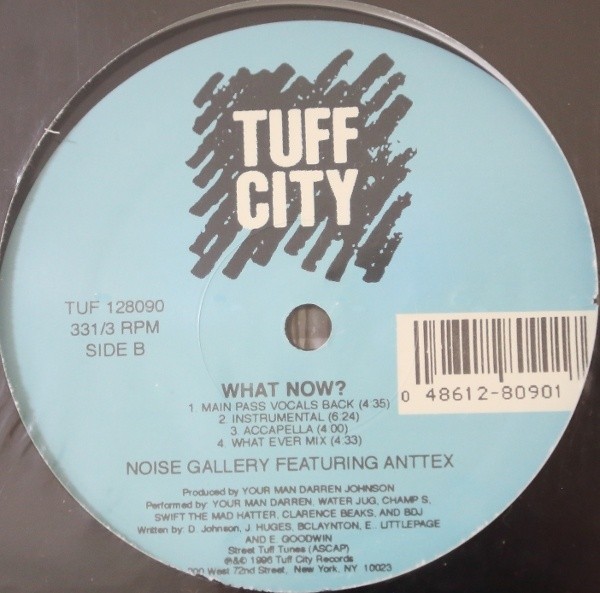 TUFF
CITY
TUF 128090
331/3 RPM
SIDE B
0 48612-80901
WHAT NOW?
1 MAIN PASS VOCALS BACK (4:35)
2. INSTRUMENTAL (6:24)
3. ACCAPELLA (4:00)
4. WHAT EVER MIX (4:33)
NOISE GALLERY FEATURING ANTTEX
Produced by YOUR MAN DARREN JOHNSON
Performed by: YOUR MAN DARREN, WATER JUG, CHAMP S,
SWIFT THE MAD HATTER, CLARENCE BEAKS, AND BDJ
Written by: D. Johnson, J. HUGES, BCLAYNTON, E.. LITTLEPAGE
AND E. GOODWIN
Street Tuff Tunes (ASCAP)
℗&© 1996 Tuff City Records
West 72nd Street, New York, NY 10023